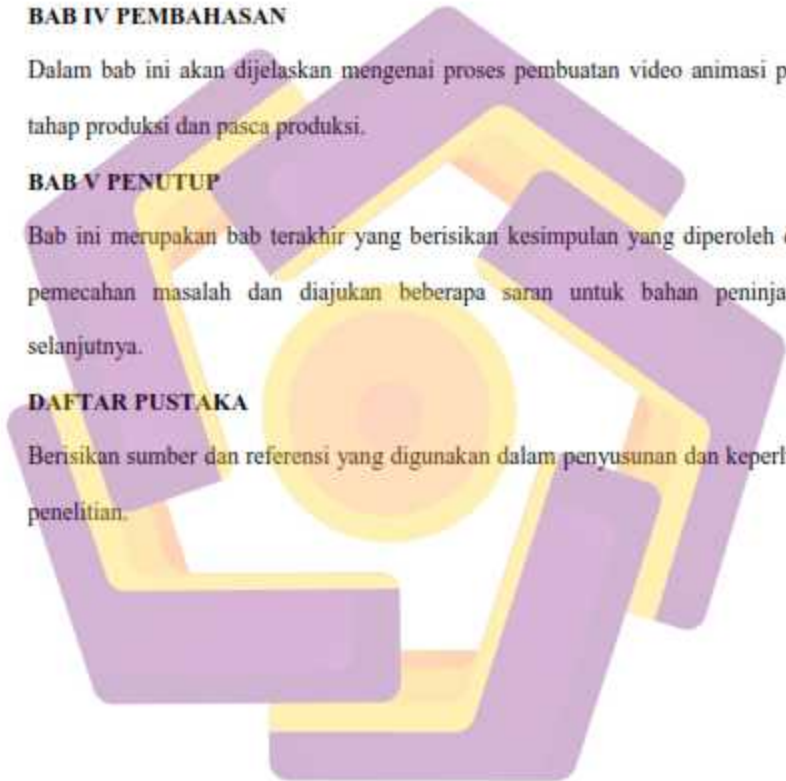 BAB IV PEMBAHASAN
Dalam bab ini akan dijelaskan mengenai proses pembuatan video animasi
tahap produksi dan pasca produksi.
BAB V PENUTUP
Bab ini merupakan bab terakhir yang berisikan kesimpulan yang diperoleh
pemecahan masalah dan diajukan beberapa saran untuk bahan
selanjutnya.
DAFTAR PUSTAKA
Berisikan sumber dan referensi yang digunakan dalam penyusunan dan
penelitian.